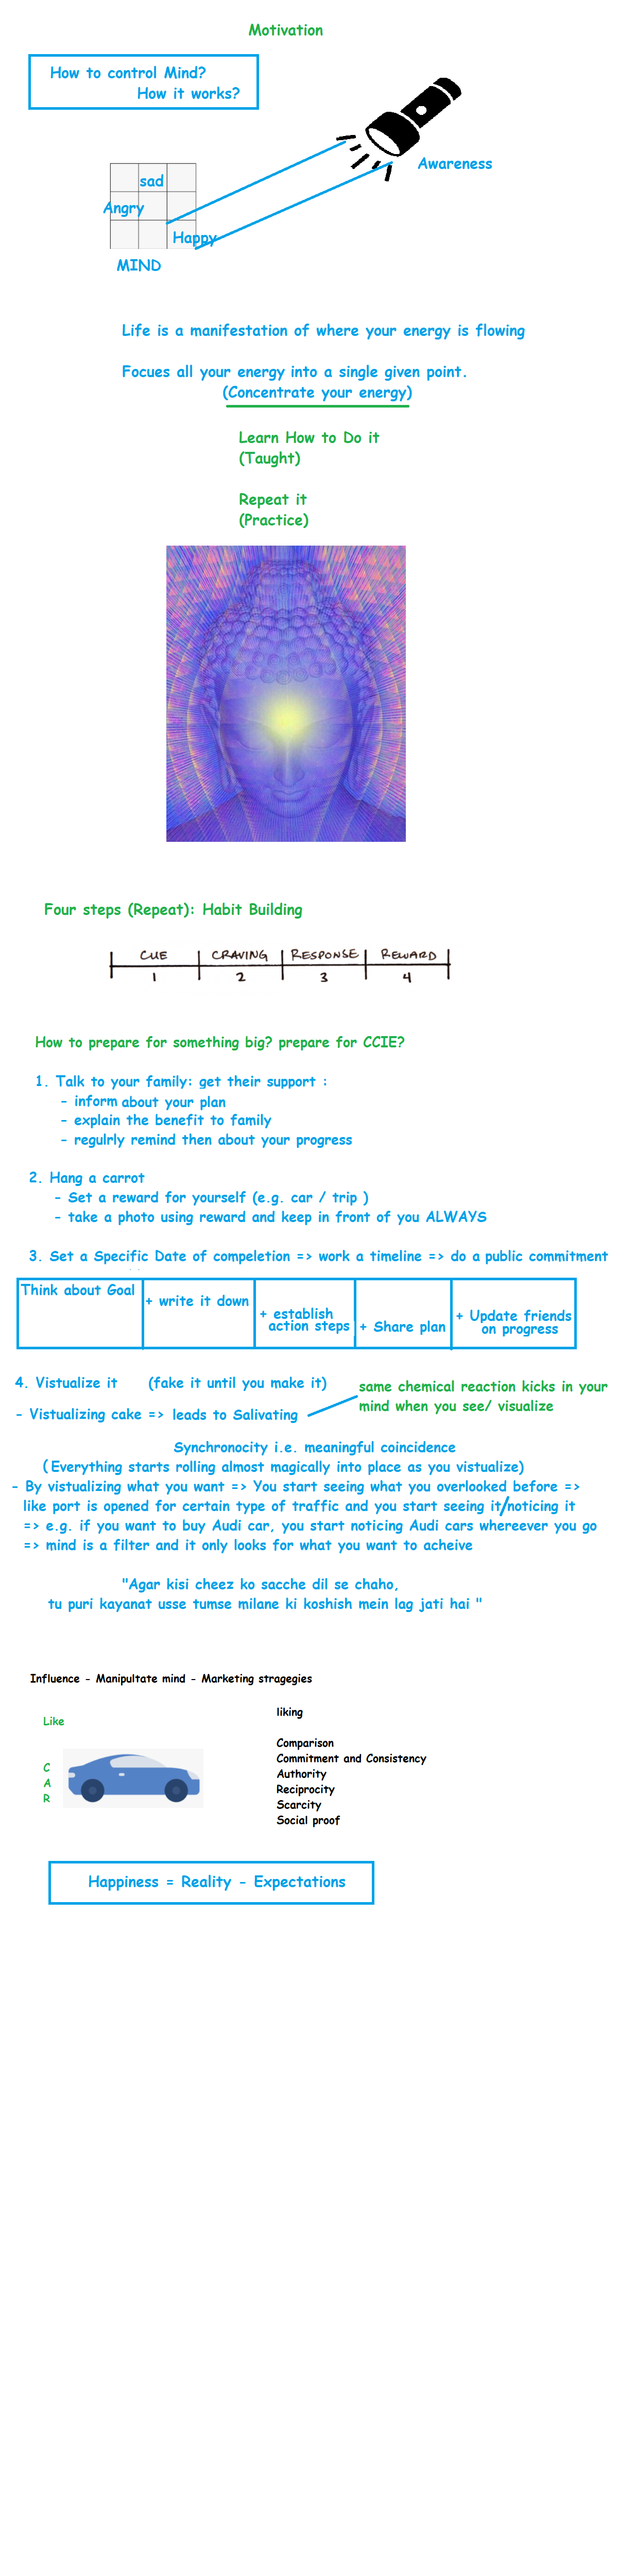 Motivation
How to control Mind?
How it works?
Awareness
sad
Angry
Happy
MIND
Life is a manifestation of where your energy is flowing
Focues all your energy into a single given point.
(Concentrate your energy)
Learn How to Do it
(Taught)
Repeat it
(Practice)
Four steps (Repeat): Habit Building
CUE CRAVING RESPONSE REWARD
1 2 3 4
How to prepare for something big? prepare for CCIE?
1. Talk to your family: get their support :
- inform about your plan
- explain the benefit to family
- regulrly remind then about your progress
2. Hang a carrot
- Set a reward for yourself (e.g. car / trip )
- take a photo using reward and keep in front of you ALWAYS
3. Set a Specific Date of compeletion => work a timeline => do a public commitment
Think about Goal
+ write it down
+ establish
action steps
+ Share plan
+ Update friends
on progress
4. Vistualize it (fake it until you make it)
- Vistualizing cake => leads to Salivating
same chemical reaction kicks in your
mind when you see/ visualize
Synchronocity i.e. meaningful coincidence
(Everything starts rolling almost magically into place as you vistualize)
- By vistualizing what you want => You start seeing what you overlooked before =>
like port is opened for certain type of traffic and you start seeing it/noticing it
=> e.g. if you want to buy Audi car, you start noticing Audi cars whereever you go
=> mind is a filter and it only looks for what you want to acheive
"Agar kisi cheez ko sacche dil se chaho,
tu puri kayanat usse tumse milane ki koshish mein lag jati hai "
Influence - Manipultate mind - Marketing stragegies
Like
C
A
R
liking
Comparison
Commitment and Consistency
Authority
Reciprocity
Scarcity
Social proof
Happiness = Reality - Expectations